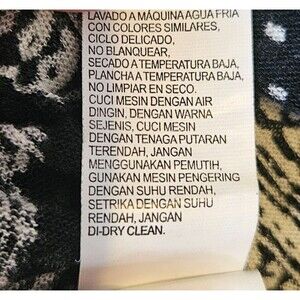 LAVADO A MÁQUINA AGUA FRIA
CON COLORES SIMILARES,
CICLO DELICADO,
NO BLANQUEAR,
SECADO A TEMPERATURA BAJA,
PLANCHA A TEMPERATURA BAJA,
NO LIMPIAR EN SECO.
CUCI MESIN DENGAN AIR
DINGIN, DENGAN WARNA
SEJENIS, CUCI MESIN
DENGAN TENAGA PUTARAN
TERENDAH, JANGAN
MENGGUNAKAN PEMUTIH,
GUNAKAN MESIN PENGERING
DENGAN SUHU RENDAH,
SETRIKA DENGAN SUHU
RENDAH, JANGAN
DI-DRY CLEAN.